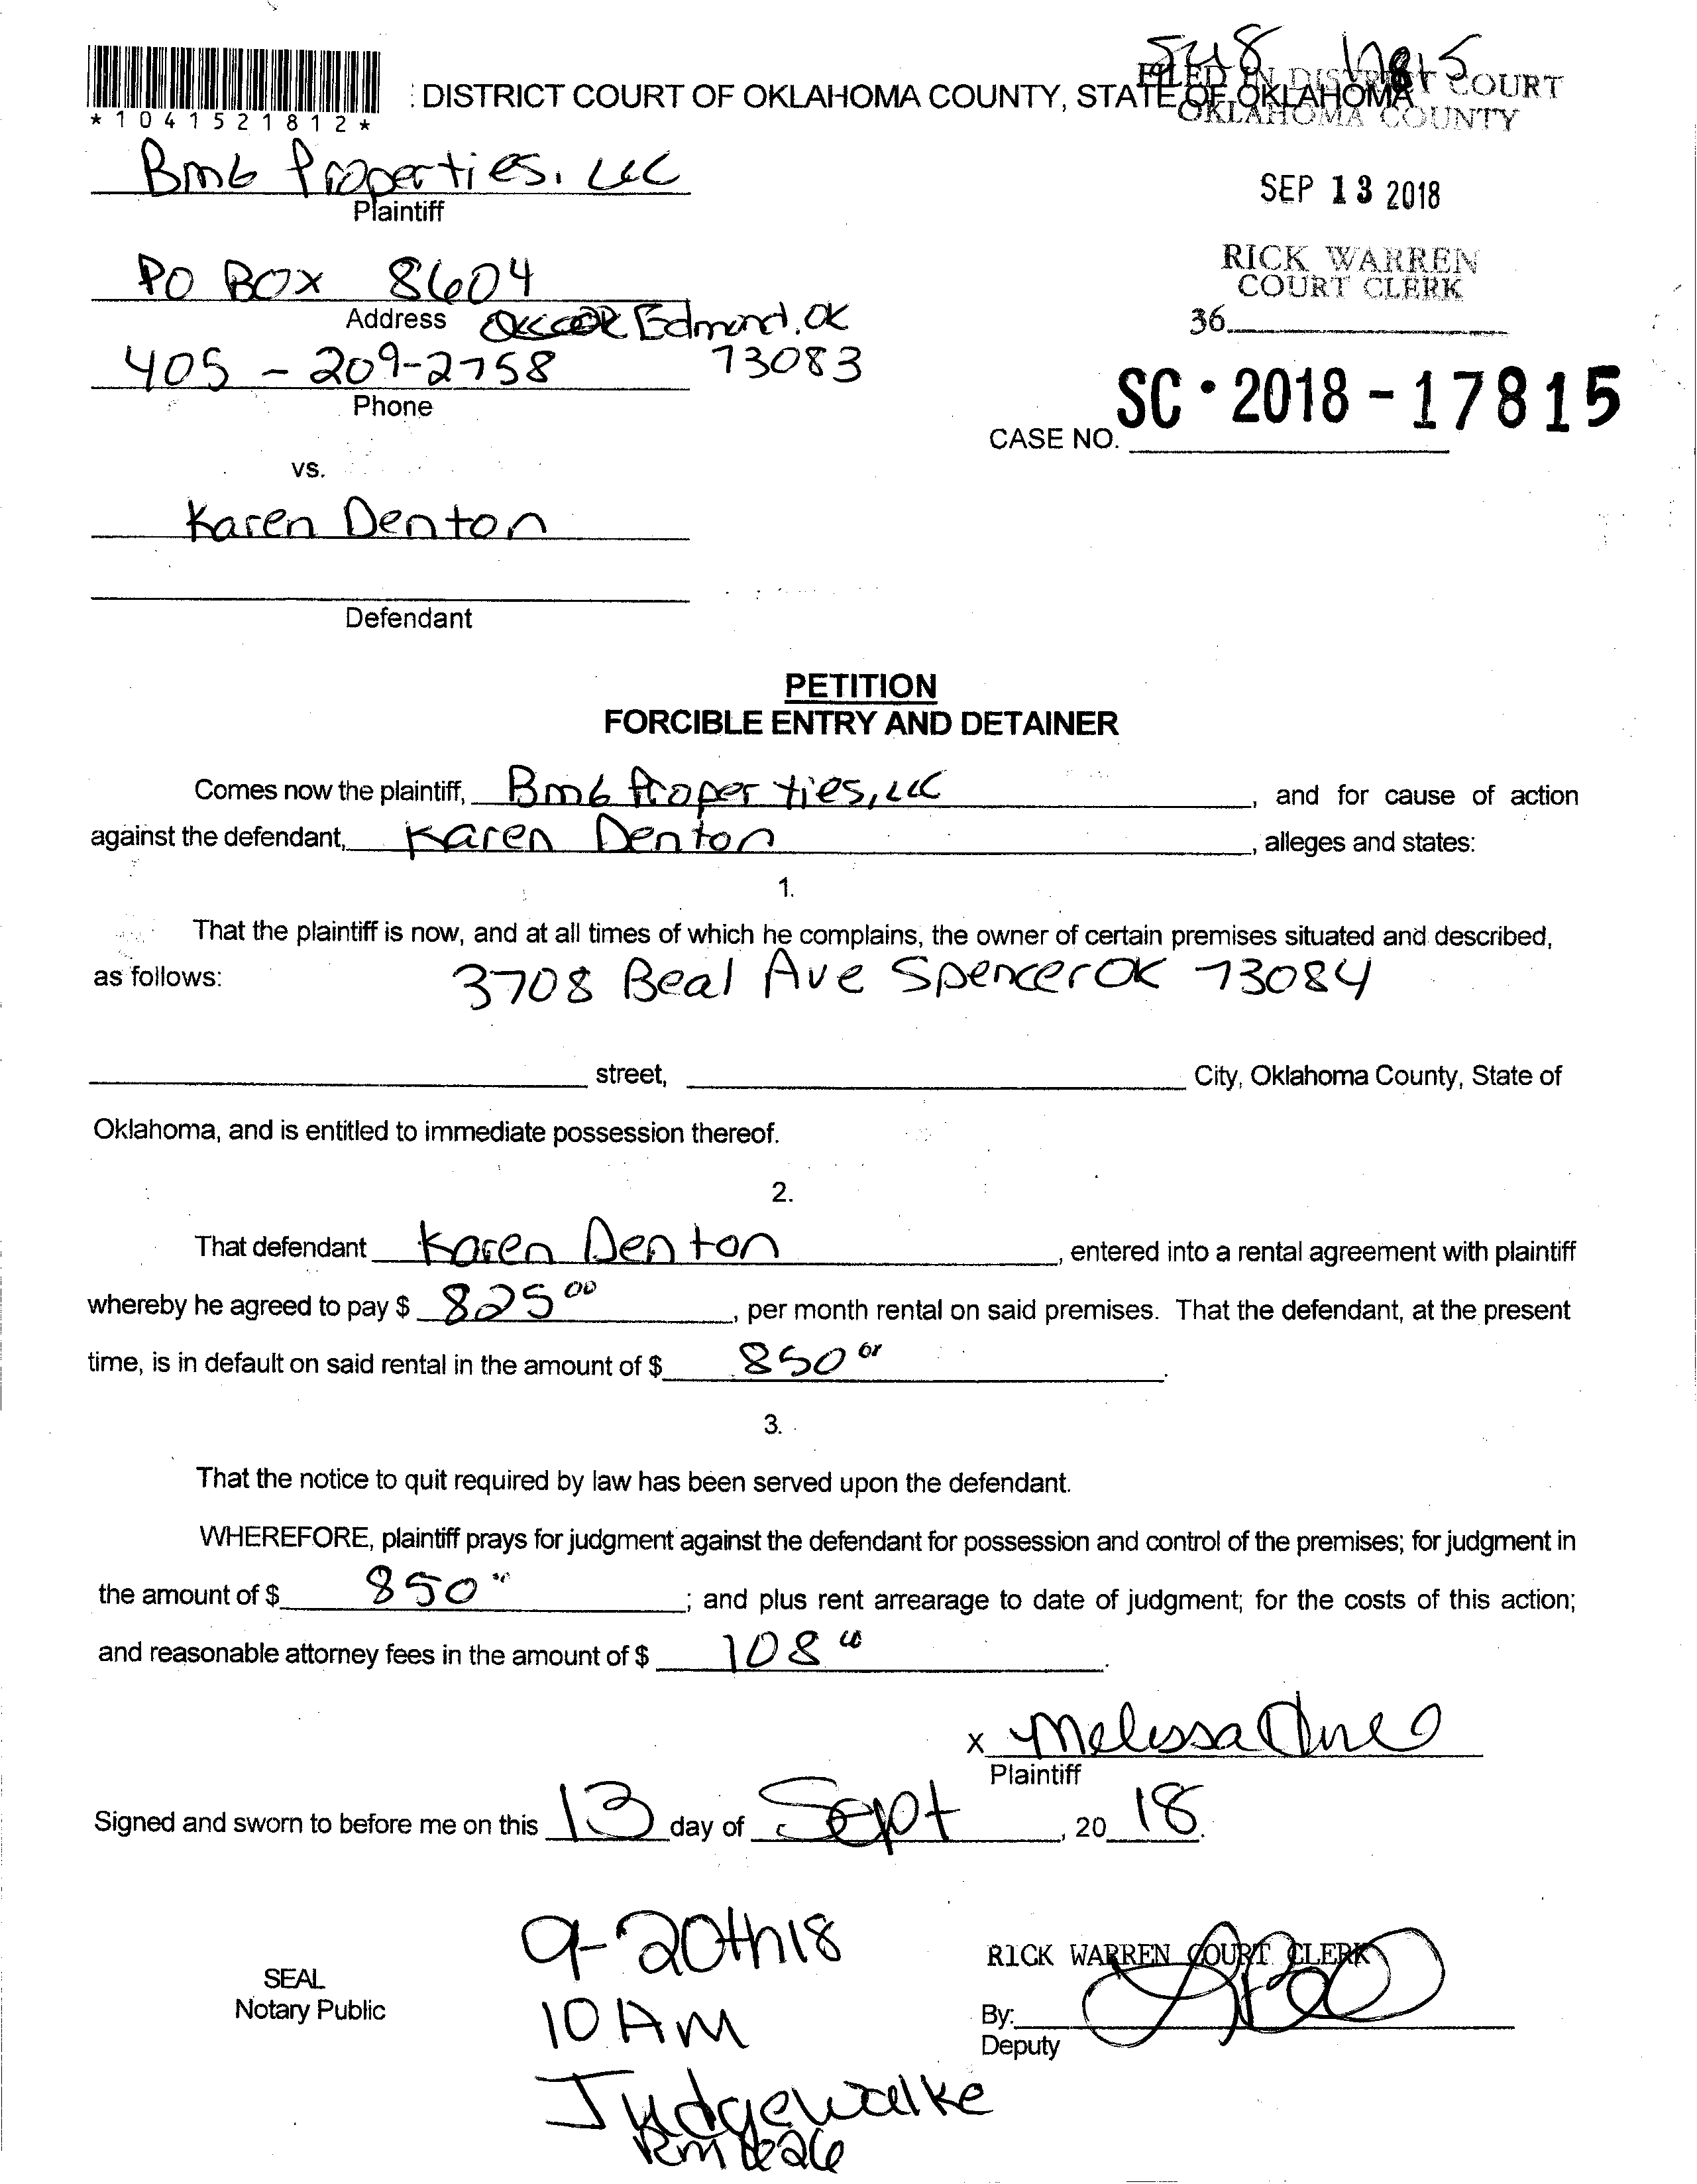 548 17815
: DISTRICT COURT OF OKLAHOMA COUNTY, STATE OF OKLAHOMA
FILED IN DISTRICT COURT
OKLAHOMA COUNTY
*1041521812*
Bmb Properties, LLC
Plaintiff
SEP 13 2018
PO BOX 8604
Address Edmond, OK
73083
RICK WARREN
COURT CLERK
36
405-209-2758
Phone
SC-2018-17815
CASE NO.
vs.
Karen Denton
Defendant
PETITION
FORCIBLE ENTRY AND DETAINER
Comes now the plaintiff, Bmb Properties, LLC, and for cause of action
against the defendant, Karen Denton, alleges and states:
1.
That the plaintiff is now, and at all times of which he complains, the owner of certain premises situated and described,
as follows: 3708 Beal Ave Spencer OK 73084
street, City, Oklahoma County, State of
Oklahoma, and is entitled to immediate possession thereof.
2.
That defendant Karen Denton, entered into a rental agreement with plaintiff
whereby he agreed to pay $ 825 00, per month rental on said premises. That the defendant, at the present
time, is in default on said rental in the amount of $ 850.
3.
That the notice to quit required by law has been served upon the defendant.
WHEREFORE, plaintiff prays for judgment against the defendant for possession and control of the premises; for judgment in
the amount of $ 850; and plus rent arrearage to date of judgment; for the costs of this action;
and reasonable attorney fees in the amount of $ 108.
x Melissa
Plaintiff
Signed and sworn to before me on this 13 day of Sept, 20 18.
9-20th18
10 AM
Judge Walke
Rm
SEAL
Notary Public
RICK WARREN COURT CLERK
By:
Deputy